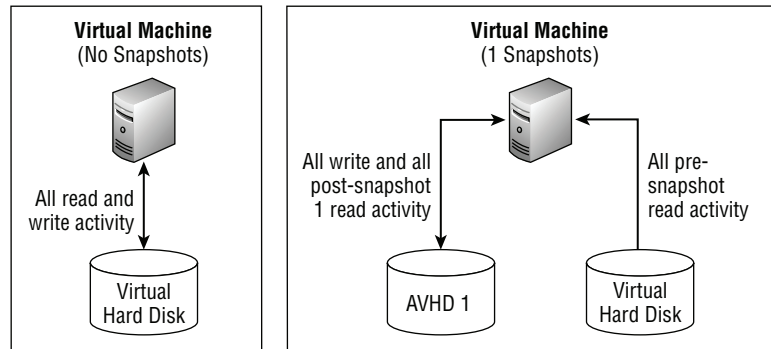 Virtual Machine
(No Snapshots)
All read and
write activity
Virtual
Hard Disk
Virtual Machine
(1 Snapshots)
All write and all
post-snapshot
1 read activity
All pre-
snapshot
read activity
AVHD 1
Virtual
Hard Disk